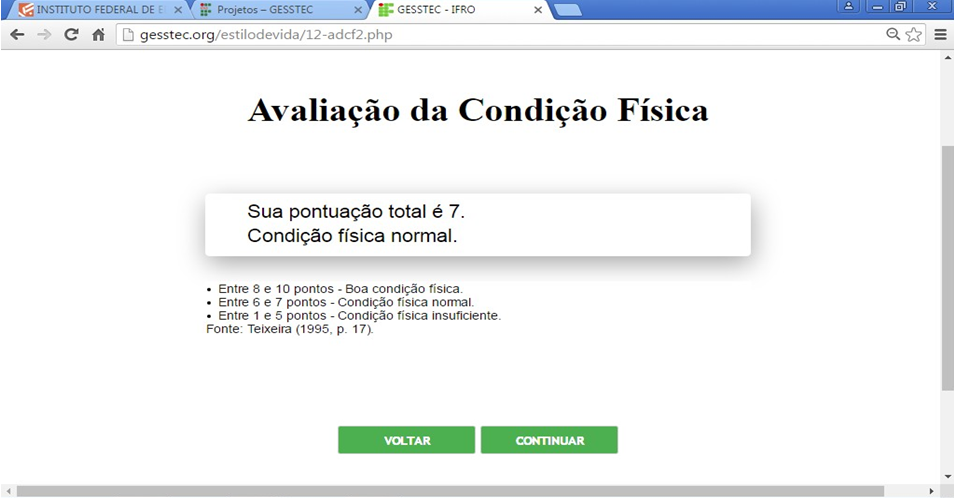 INSTITUTO FEDERAL DE E
Projetos – GESSTEC
GESSTEC - IFRO
gesstec.org/estilodevida/12-adcf2.php
Avaliação da Condição Física
Sua pontuação total é 7.
Condição física normal.
• Entre 8 e 10 pontos - Boa condição física.
• Entre 6 e 7 pontos - Condição física normal.
• Entre 1 e 5 pontos - Condição física insuficiente.
Fonte: Teixeira (1995, p. 17).
VOLTAR CONTINUAR